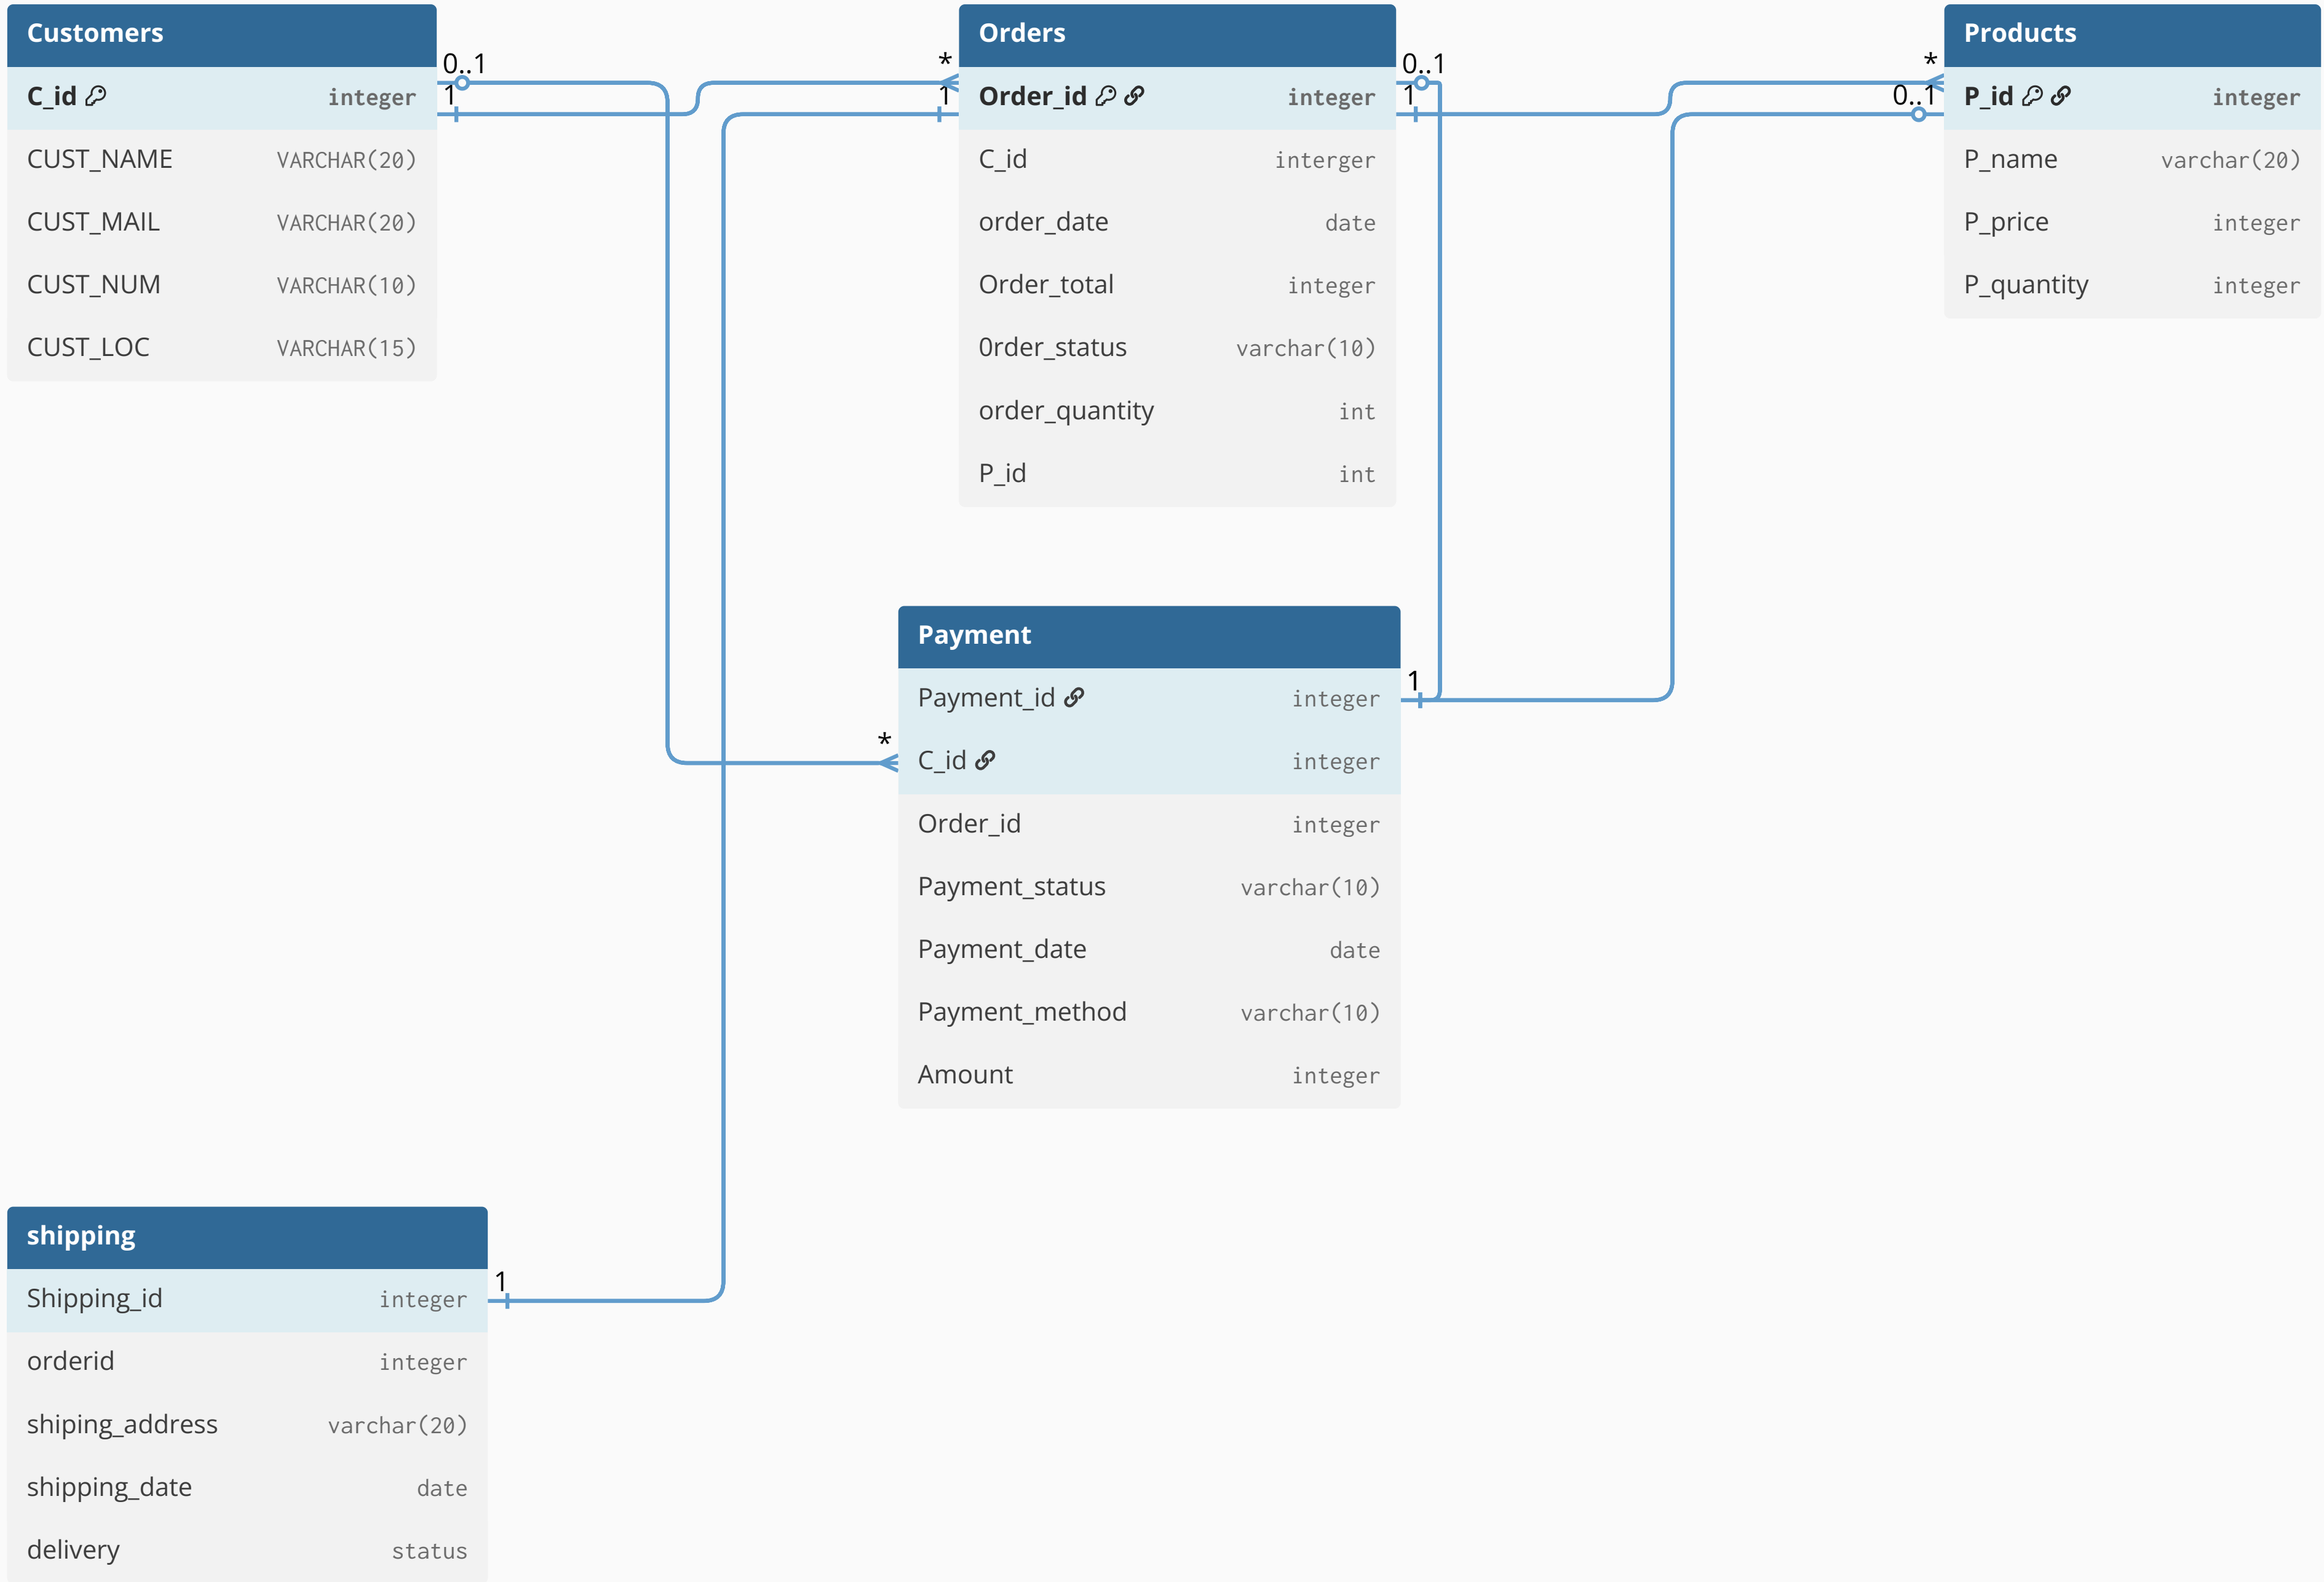 Customers
C_id integer
CUST_NAME VARCHAR(20)
CUST_MAIL VARCHAR(20)
CUST_NUM VARCHAR(10)
CUST_LOC VARCHAR(15)
0..1
1
*
1
Orders
Order_id integer
C_id interger
order_date date
Order_total integer
0rder_status varchar(10)
order_quantity int
P_id int
0..1
1
*
0..1
Products
P_id integer
P_name varchar(20)
P_price integer
P_quantity integer
Payment
Payment_id integer
C_id integer
Order_id integer
Payment_status varchar(10)
Payment_date date
Payment_method varchar(10)
Amount integer
1
*
shipping
Shipping_id integer
orderid integer
shiping_address varchar(20)
shipping_date date
delivery status
1